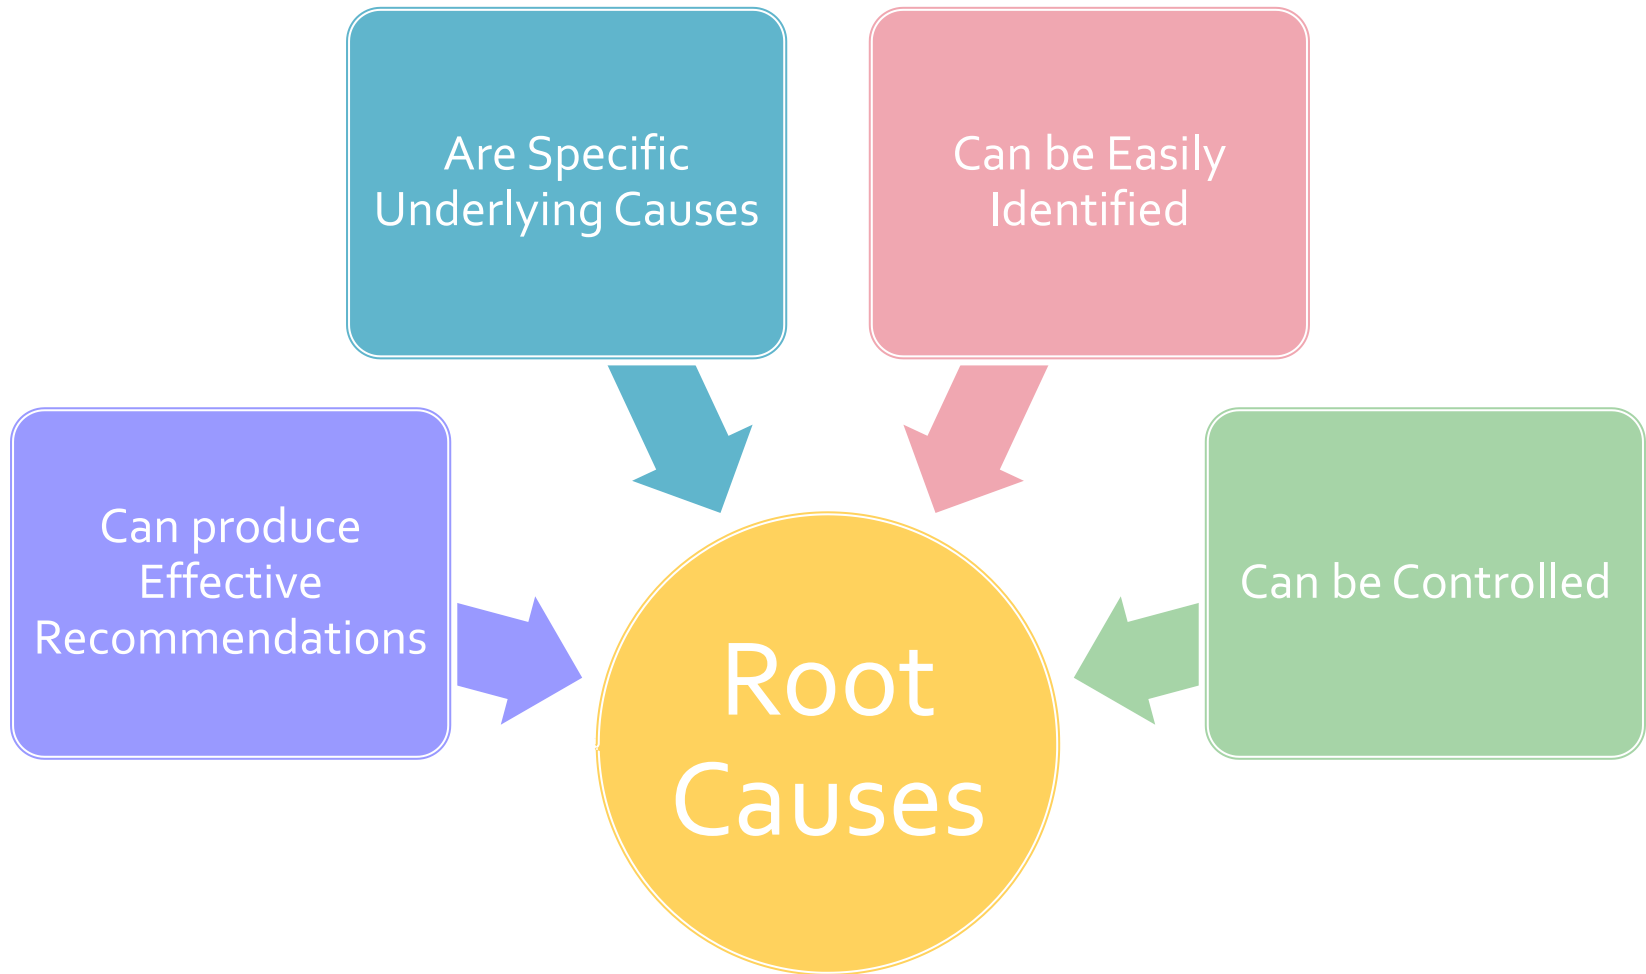 Are Specific
Underlying Causes
Can be Easily
Identified
Can produce
Effective
Recommendations
Can be Controlled
Root
Causes